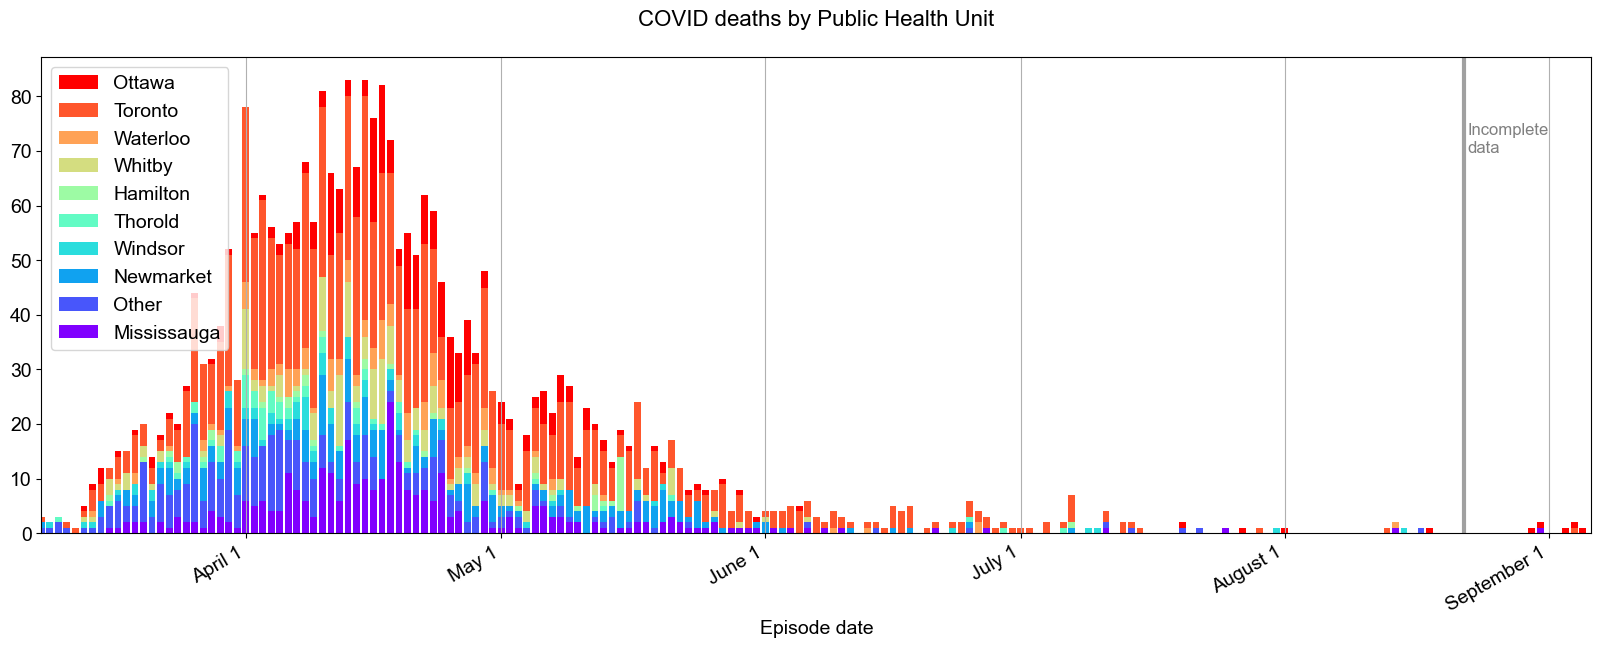 COVID deaths by Public Health Unit
80
70
60
50
40
30
20
10
0
Ottawa
Toronto
Waterloo
Whitby
Hamilton
Thorold
Windsor
Newmarket
Other
Mississauga
Incomplete
data
April 1
May 1
June 1
July 1
August 1
September 1
Episode date